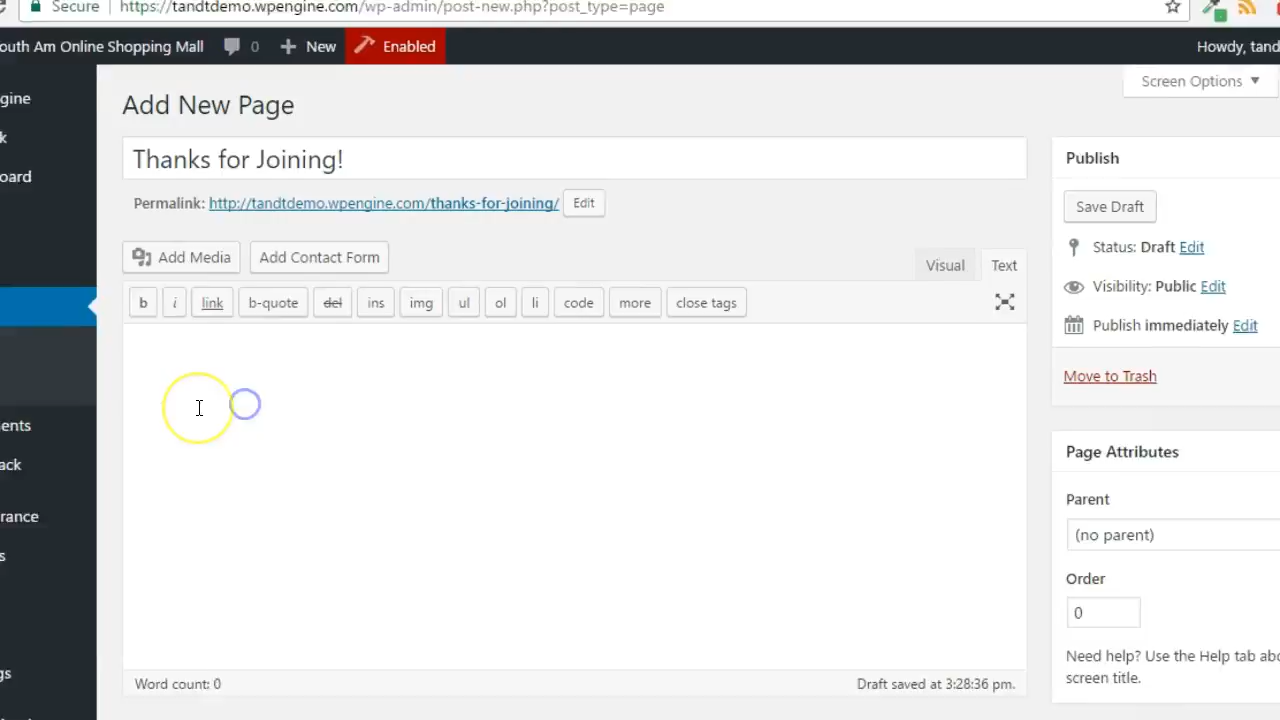 Secure https://tandtdemo.wpengine.com/wp-admin/post-new.php?post_type=page
outh Am Online Shopping Mall 0 New Enabled Howdy, tand
Screen Options
gine
k
oard
ents
ack
rance
s
gs
Add New Page
Thanks for Joining!
Permalink: http://tandtdemo.wpengine.com/thanks-for-joining/ Edit
Add Media Add Contact Form
Visual Text
b i link b-quote del ins img ul ol li code more close tags
Word count: 0 Draft saved at 3:28:36 pm.
Publish
Save Draft
Status: Draft Edit
Visibility: Public Edit
Publish immediately Edit
Move to Trash
Page Attributes
Parent
(no parent)
Order
0
Need help? Use the Help tab abo
screen title.